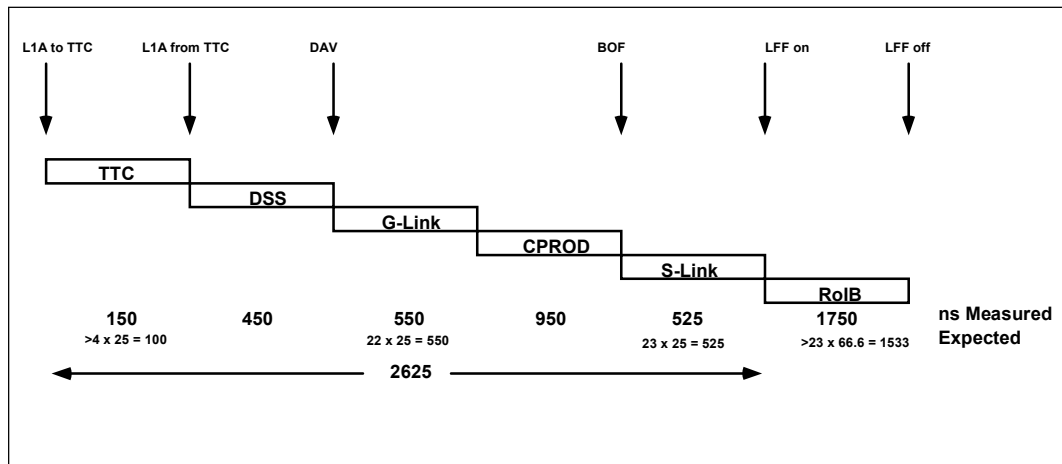 L1A to TTC
L1A from TTC
DAV
BOF
LFF on
LFF off
TTC
DSS
G-Link
CPROD
S-Link
RoIB
150
450
550
950
525
1750
ns Measured
>4 x 25 = 100
22 x 25 = 550
23 x 25 = 525
>23 x 66.6 = 1533
Expected
2625